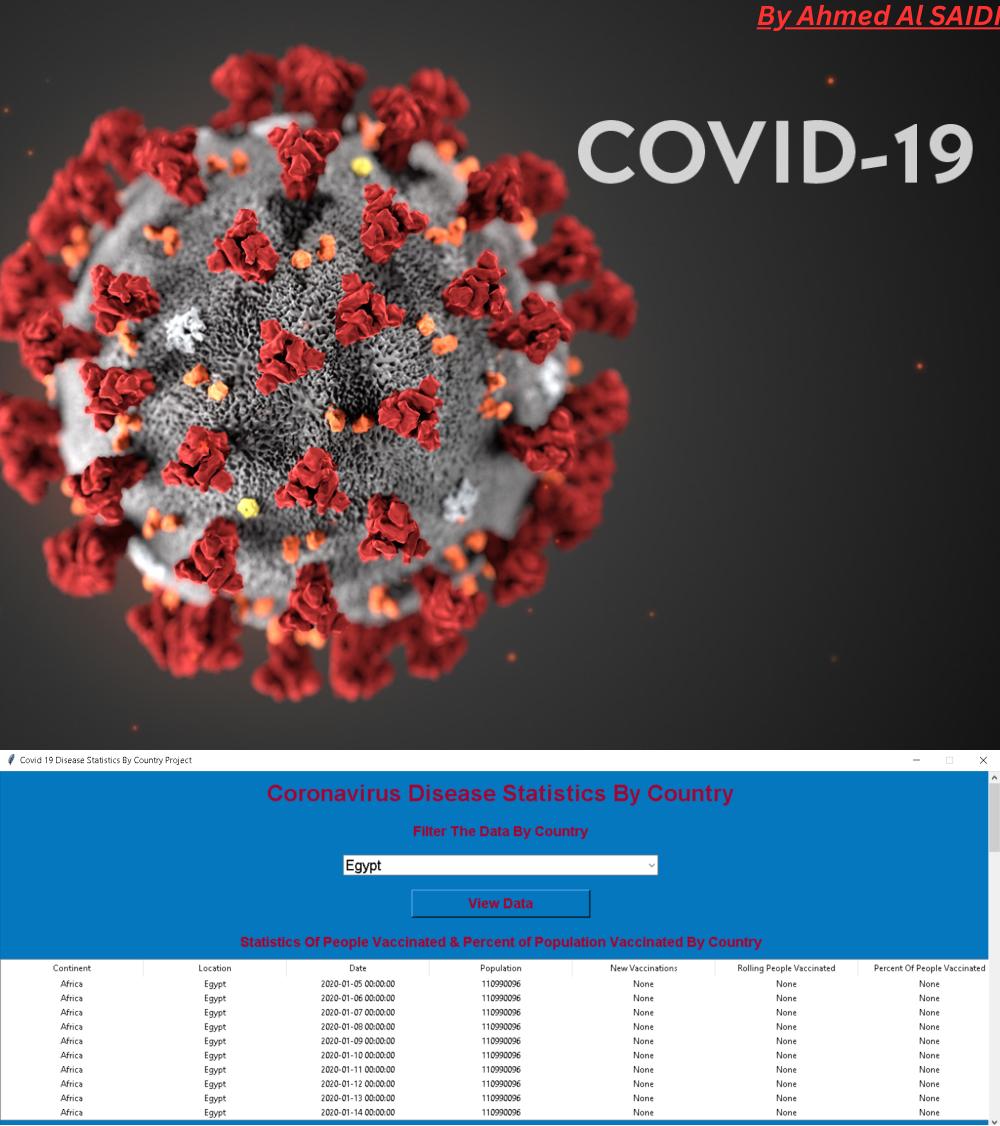 By Ahmed Al SAIDI
COVID-19
Covid 19 Disease Statistics By Country Project
Coronavirus Disease Statistics By Country
Filter The Data By Country
Egypt
View Data
Statistics Of People Vaccinated & Percent of Population Vaccinated By Country
Continent Location Date Population New Vaccinations Rolling People Vaccinated Percent Of People Vaccinated
Africa Egypt 2020-01-05 00:00:00 110990096 None None None
Africa Egypt 2020-01-06 00:00:00 110990096 None None None
Africa Egypt 2020-01-07 00:00:00 110990096 None None None
Africa Egypt 2020-01-08 00:00:00 110990096 None None None
Africa Egypt 2020-01-09 00:00:00 110990096 None None None
Africa Egypt 2020-01-10 00:00:00 110990096 None None None
Africa Egypt 2020-01-11 00:00:00 110990096 None None None
Africa Egypt 2020-01-12 00:00:00 110990096 None None None
Africa Egypt 2020-01-13 00:00:00 110990096 None None None
Africa Egypt 2020-01-14 00:00:00 110990096 None None None